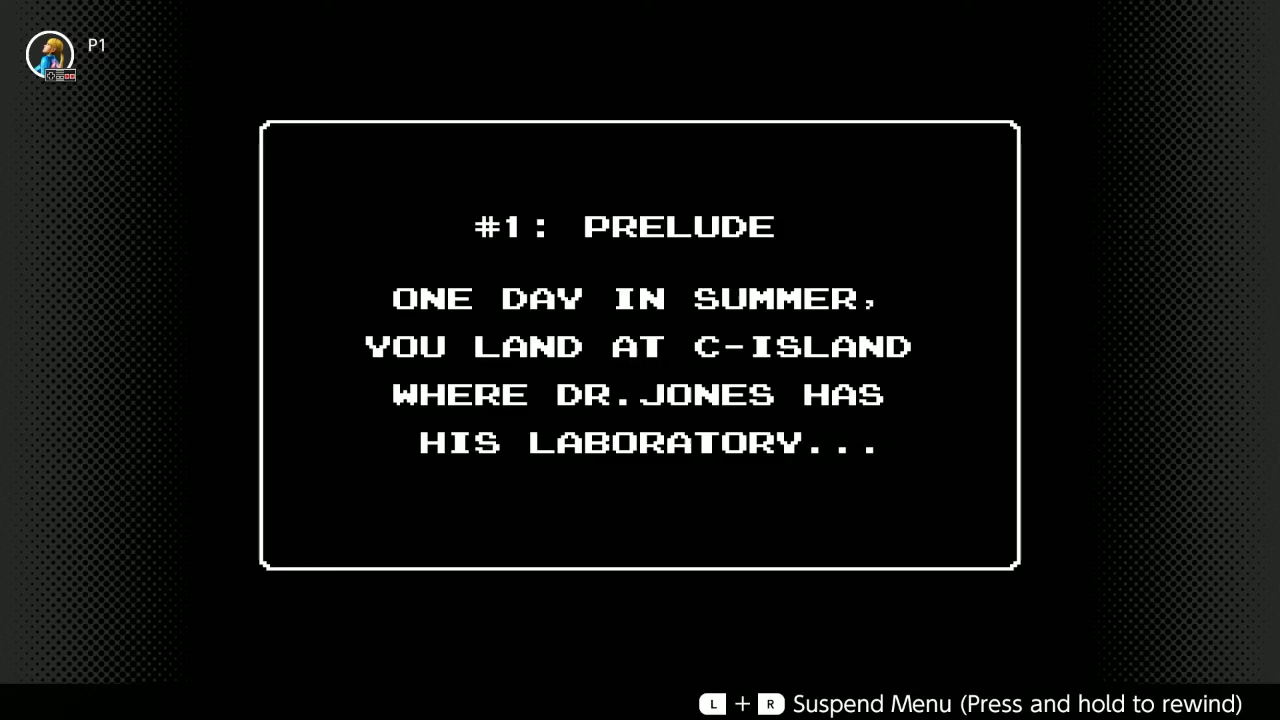 P1
#1: PRELUDE
ONE DAY IN SUMMER,
YOU LAND AT C-ISLAND
WHERE DR.JONES HAS
HIS LABORATORY...
L + R Suspend Menu (Press and hold to rewind)